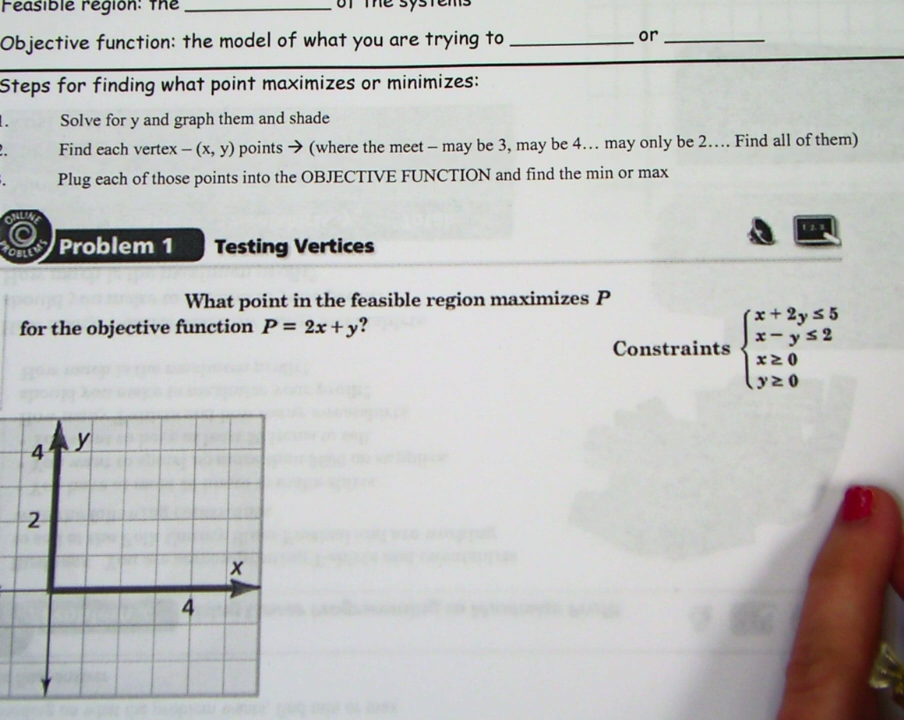 Feasible region: the ____________ of the systems
Objective function: the model of what you are trying to ____________ or __________
Steps for finding what point maximizes or minimizes:
1. Solve for y and graph them and shade
2. Find each vertex – (x, y) points → (where the meet – may be 3, may be 4… may only be 2…. Find all of them)
. Plug each of those points into the OBJECTIVE FUNCTION and find the min or max
ONLINE PROBLEMS
Problem 1 Testing Vertices
What point in the feasible region maximizes P
for the objective function P = 2x + y?
Constraints
x + 2y ≤ 5
x − y ≤ 2
x ≥ 0
y ≥ 0
4 y
2
x
4